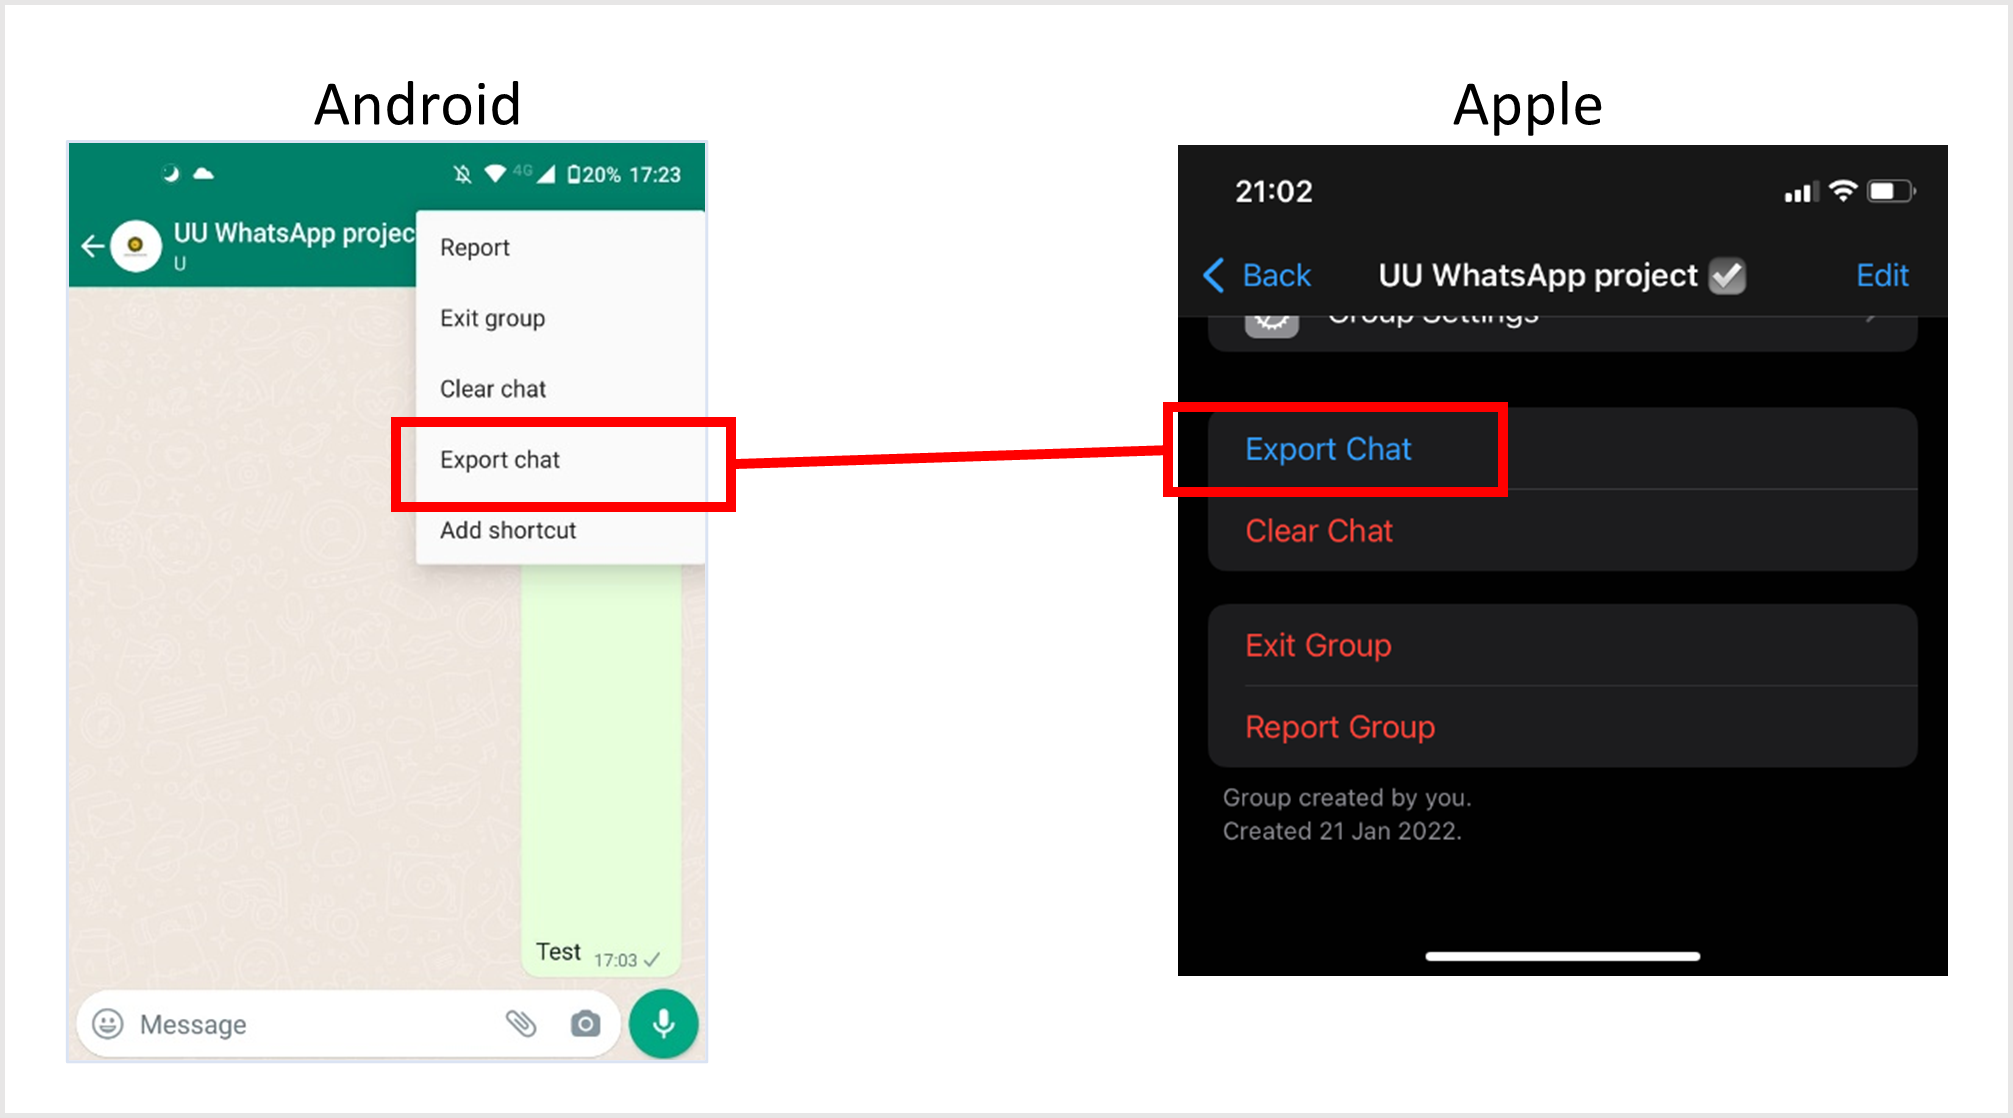 Android
4G 20% 17:23
UU WhatsApp projec
U
Report
Exit group
Clear chat
Export chat
Add shortcut
Test 17:03
Message
Apple
21:02
Back UU WhatsApp project Edit
Group Settings
Export Chat
Clear Chat
Exit Group
Report Group
Group created by you.
Created 21 Jan 2022.